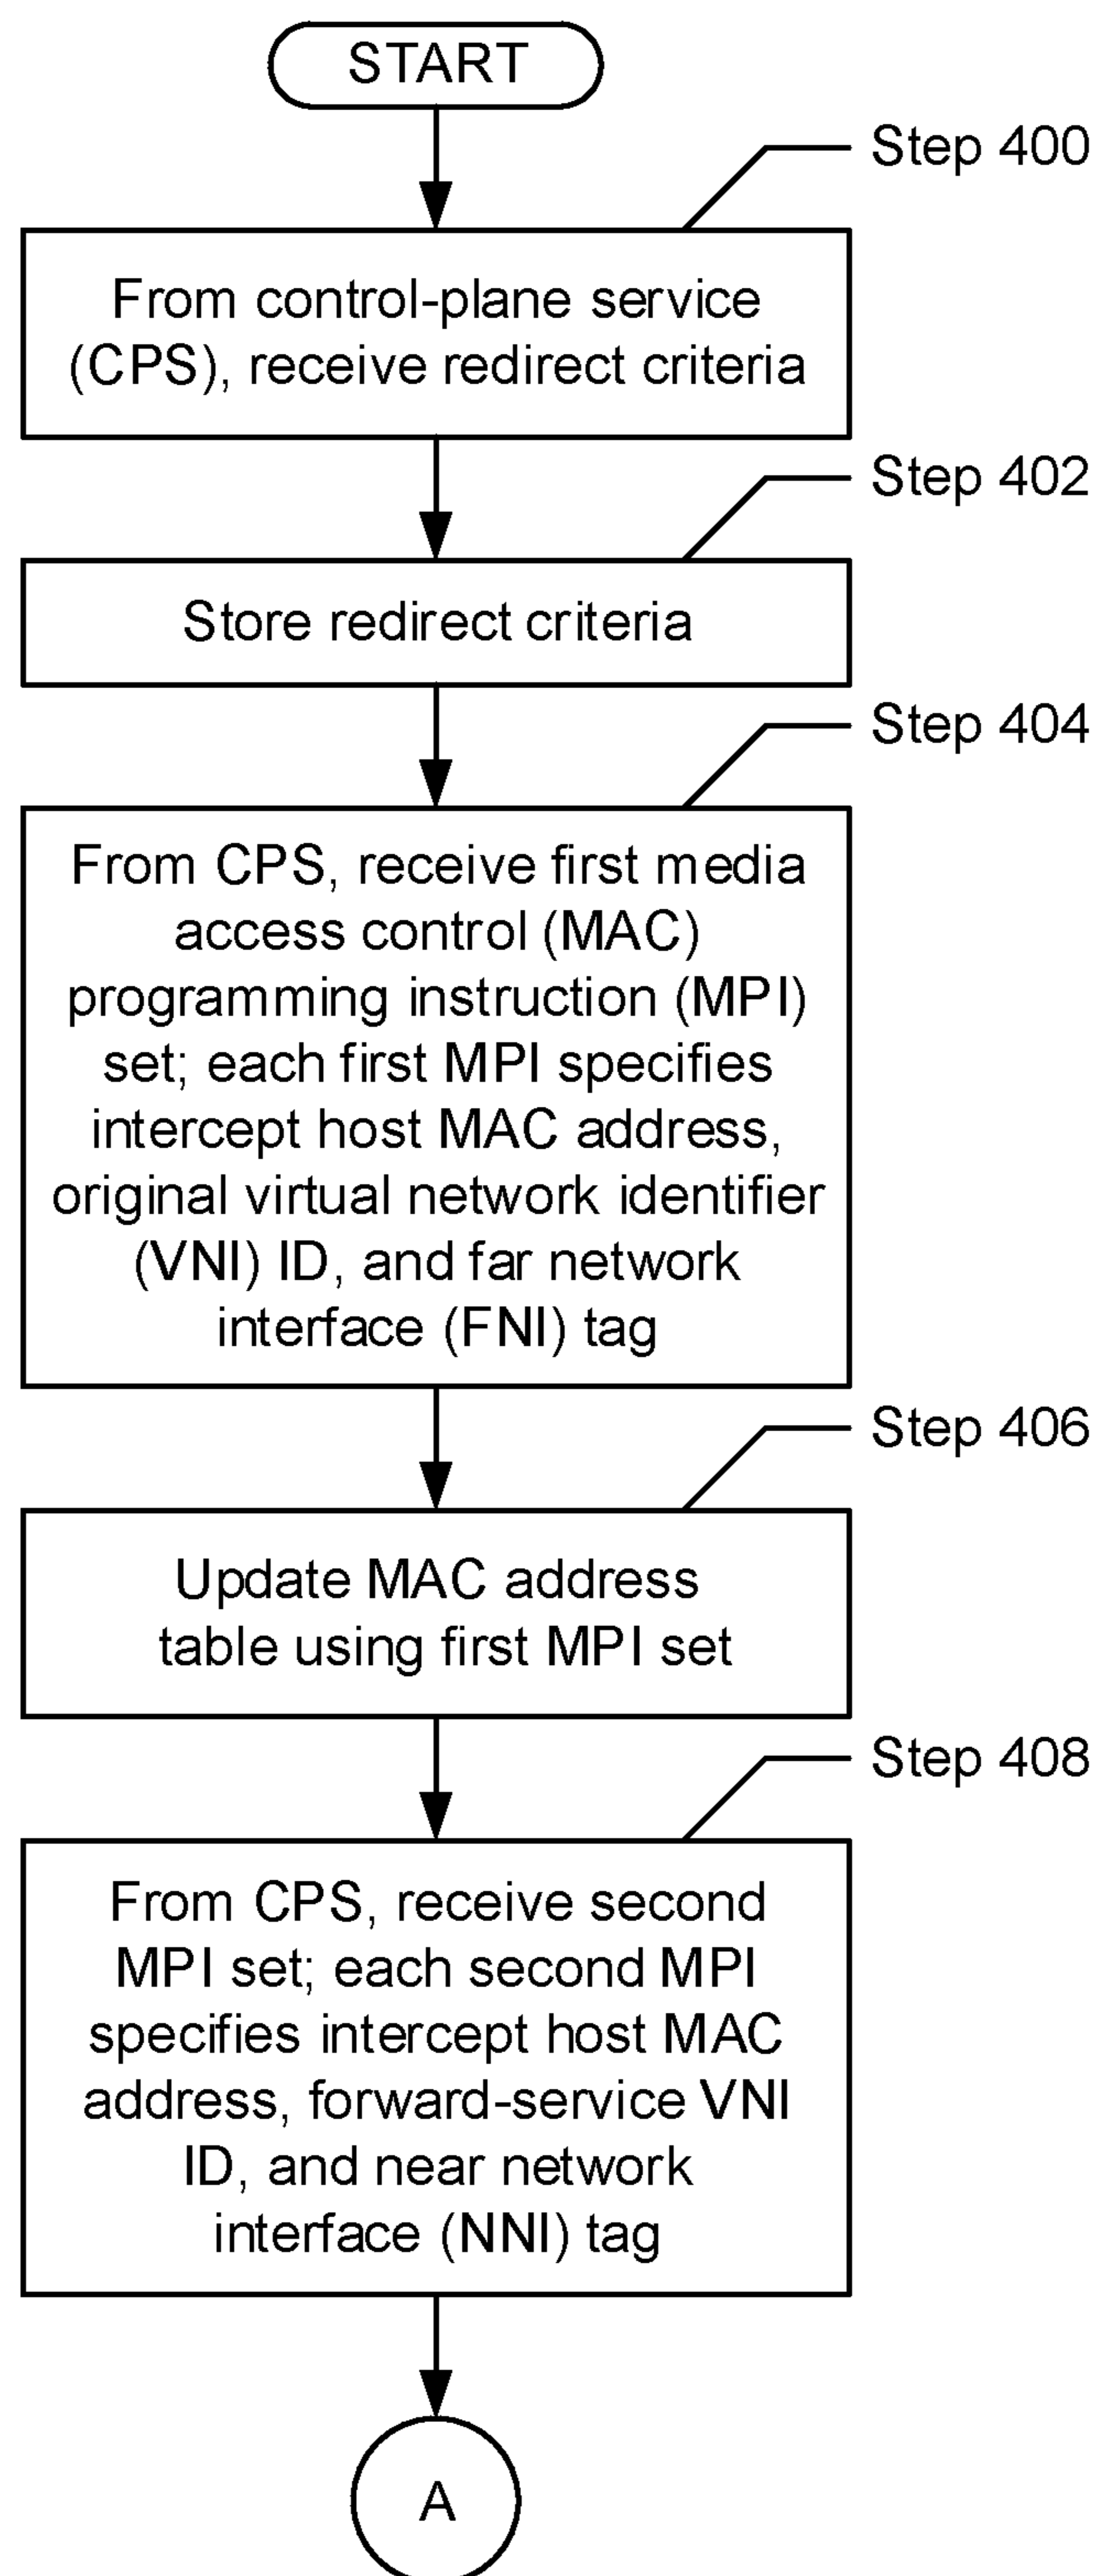 START
Step 400
From control-plane service
(CPS), receive redirect criteria
Step 402
Store redirect criteria
Step 404
From CPS, receive first media
access control (MAC)
programming instruction (MPI)
set; each first MPI specifies
intercept host MAC address,
original virtual network identifier
(VNI) ID, and far network
interface (FNI) tag
Step 406
Update MAC address
table using first MPI set
Step 408
From CPS, receive second
MPI set; each second MPI
specifies intercept host MAC
address, forward-service VNI
ID, and near network
interface (NNI) tag
A